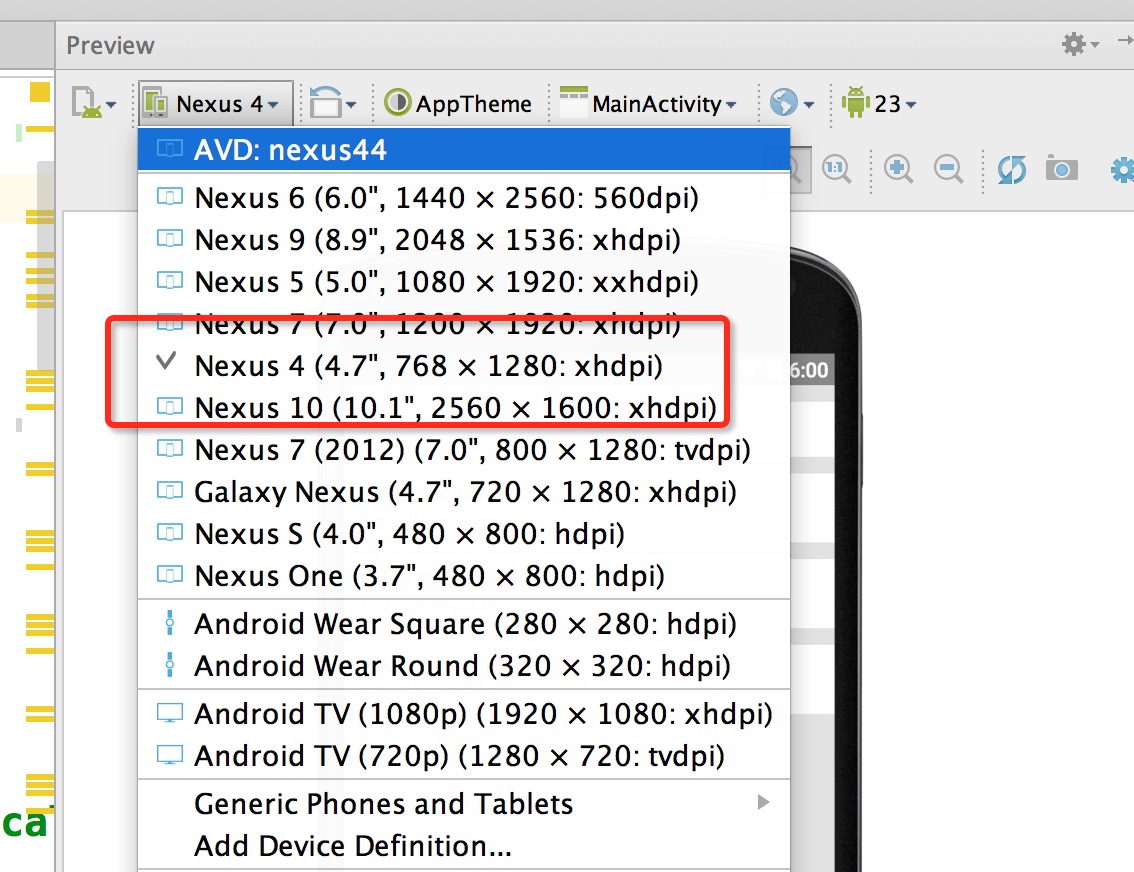 Preview
Nexus 4
AppTheme
MainActivity
23
AVD: nexus44
1:1
Nexus 6 (6.0", 1440 × 2560: 560dpi)
Nexus 9 (8.9", 2048 × 1536: xhdpi)
Nexus 5 (5.0", 1080 × 1920: xxhdpi)
Nexus 7 (7.0", 1200 × 1920: xhdpi)
Nexus 4 (4.7", 768 × 1280: xhdpi)
6:00
Nexus 10 (10.1", 2560 × 1600: xhdpi)
Nexus 7 (2012) (7.0", 800 × 1280: tvdpi)
Galaxy Nexus (4.7", 720 × 1280: xhdpi)
Nexus S (4.0", 480 × 800: hdpi)
Nexus One (3.7", 480 × 800: hdpi)
Android Wear Square (280 × 280: hdpi)
Android Wear Round (320 × 320: hdpi)
Android TV (1080p) (1920 × 1080: xhdpi)
Android TV (720p) (1280 × 720: tvdpi)
Generic Phones and Tablets
ca
Add Device Definition...